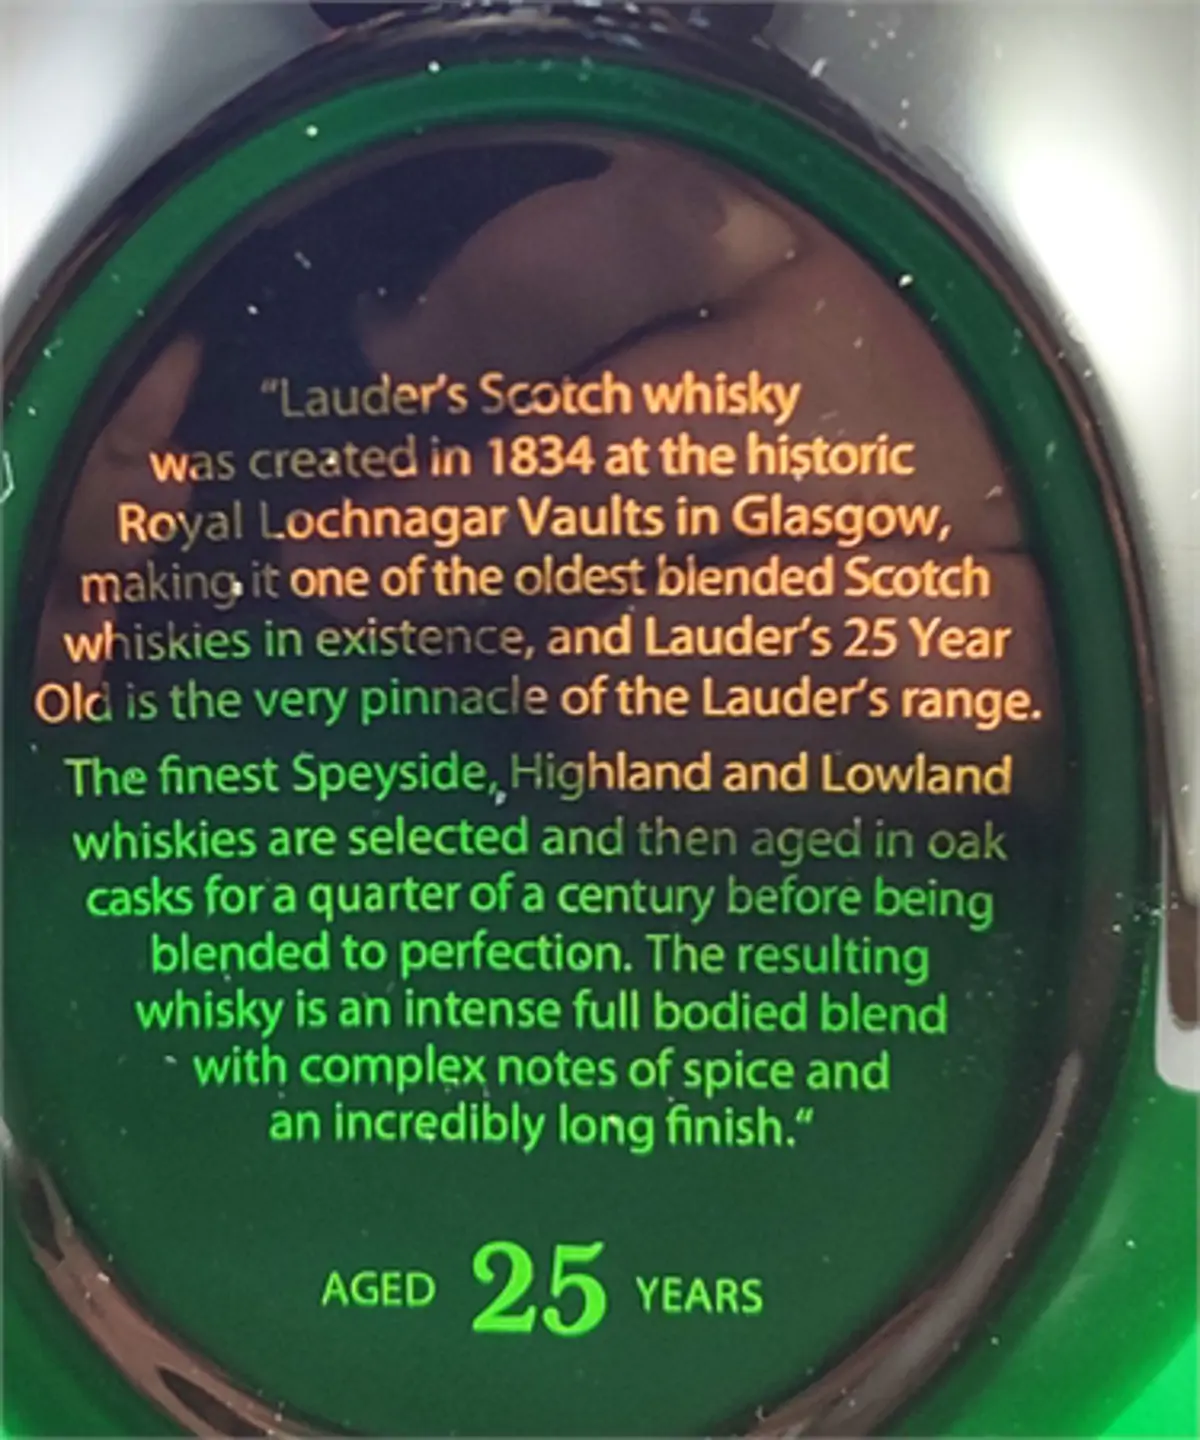 “Lauder’s Scotch whisky
was created in 1834 at the historic
Royal Lochnagar Vaults in Glasgow,
making it one of the oldest blended Scotch
whiskies in existence, and Lauder’s 25 Year
Old is the very pinnacle of the Lauder’s range.
The finest Speyside, Highland and Lowland
whiskies are selected and then aged in oak
casks for a quarter of a century before being
blended to perfection. The resulting
whisky is an intense full bodied blend
with complex notes of spice and
an incredibly long finish.“
AGED 25 YEARS